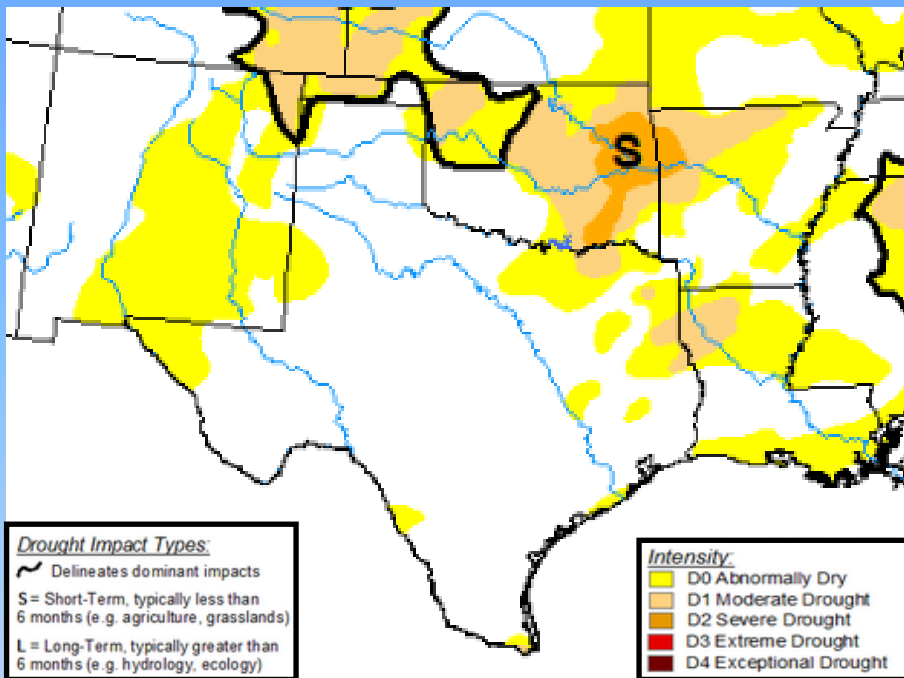 S
Drought Impact Types:
Delineates dominant impacts
S = Short-Term, typically less than
6 months (e.g. agriculture, grasslands)
L = Long-Term, typically greater than
6 months (e.g. hydrology, ecology)
Intensity:
D0 Abnormally Dry
D1 Moderate Drought
D2 Severe Drought
D3 Extreme Drought
D4 Exceptional Drought